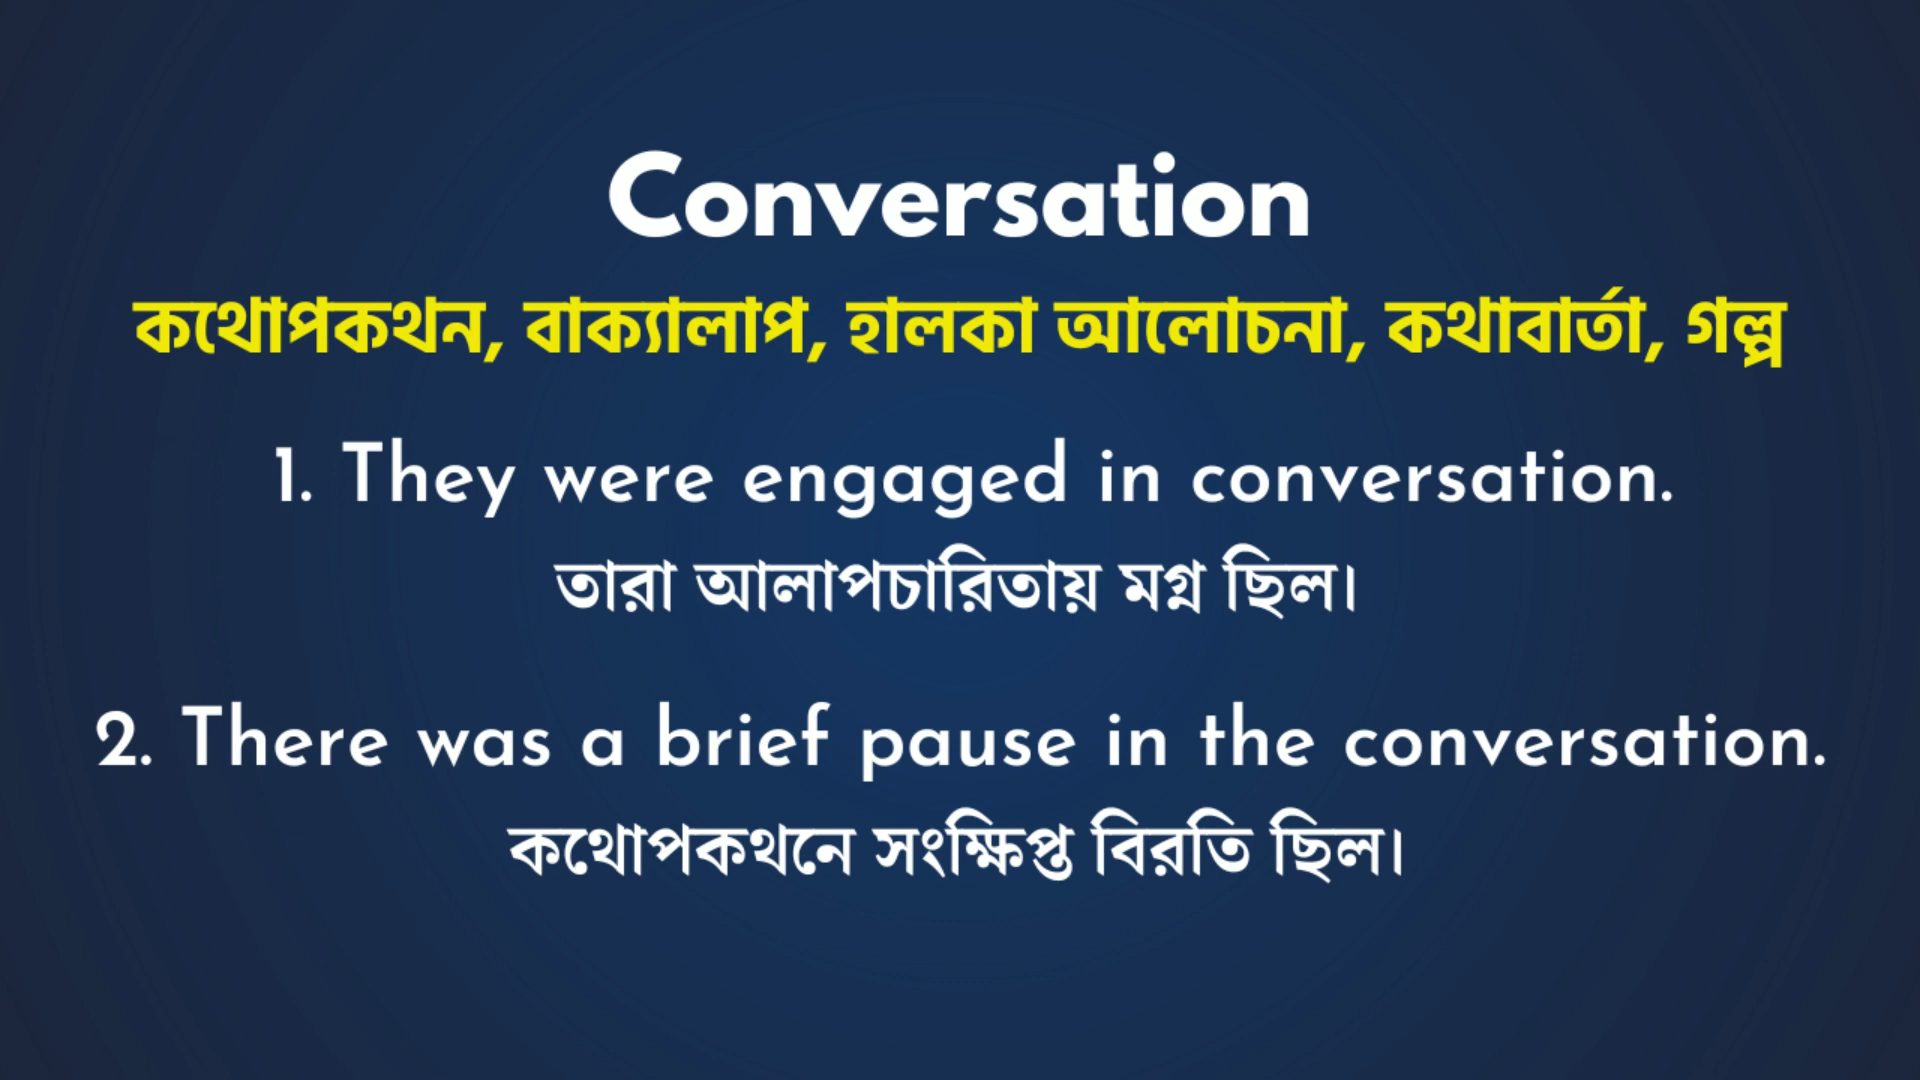 Conversation
কথোপকথন, বাক্যালাপ, হালকা আলোচনা, কথাবার্তা, গল্প
1. They were engaged in conversation.
তারা আলাপচারিতায় মগ্ন ছিল।
2. There was a brief pause in the conversation.
কথোপকথনে সংক্ষিপ্ত বিরতি ছিল।